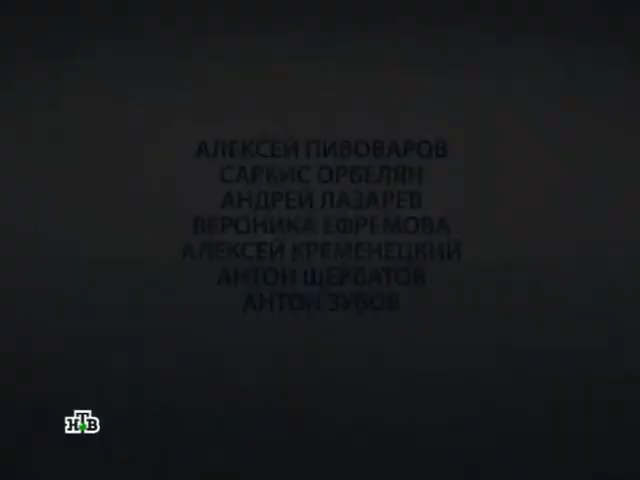 АЛЕКСЕЙ ПИВОВАРОВ
САРКИС ОРБЕЛЯН
АНДРЕЙ ЛАЗАРЕВ
ВЕРОНИКА ЕФРЕМОВА
АЛЕКСЕЙ КРЕМЕНЕЦКИЙ
АНТОН ЩЕРБАТОВ
АНТОН ЗУБОВ
НТВ